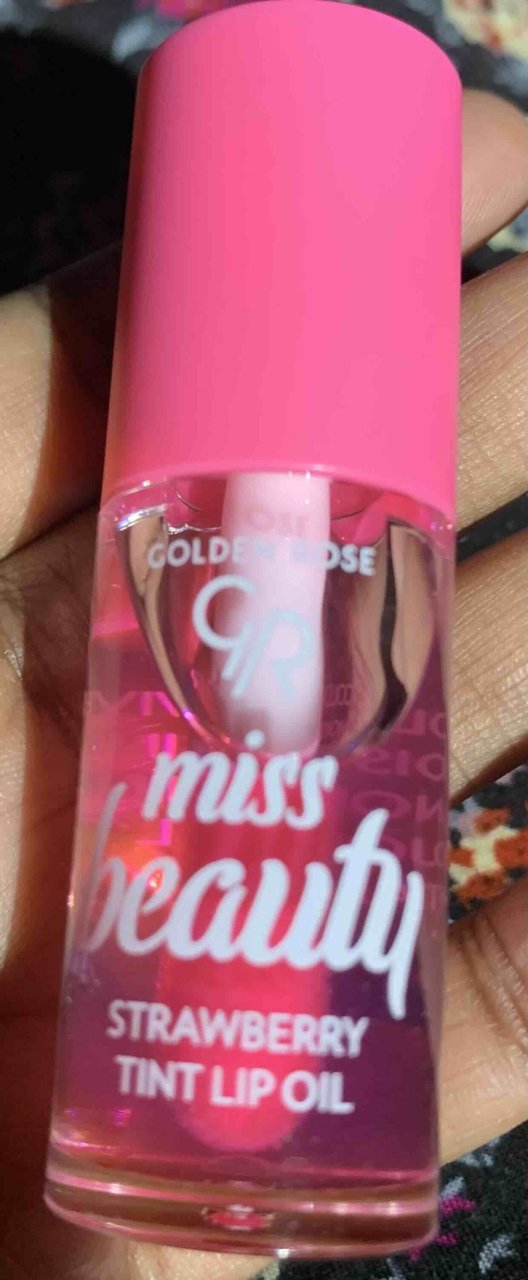 GOLDEN ROSE
GR
miss
beauty
STRAWBERRY
TINT LIP OIL